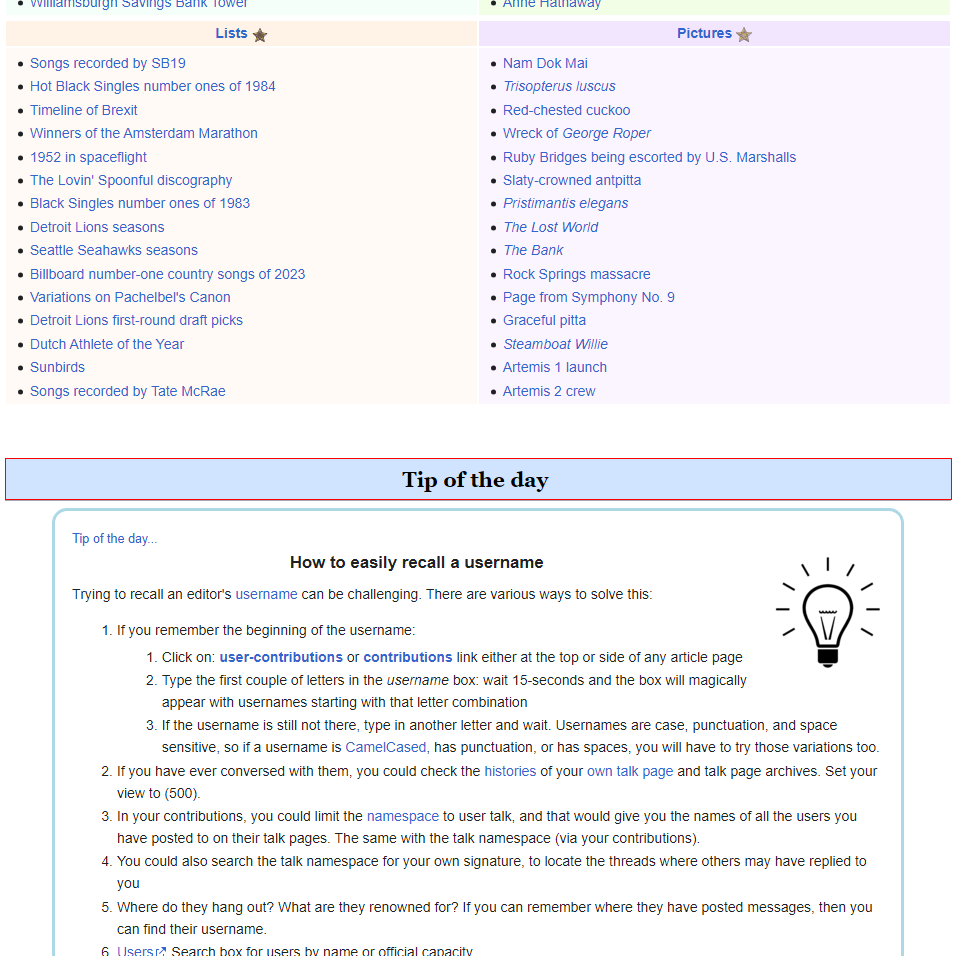 Williamsburgh Savings Bank Tower
Anne Hathaway
Lists
Songs recorded by SB19
Hot Black Singles number ones of 1984
Timeline of Brexit
Winners of the Amsterdam Marathon
1952 in spaceflight
The Lovin' Spoonful discography
Black Singles number ones of 1983
Detroit Lions seasons
Seattle Seahawks seasons
Billboard number-one country songs of 2023
Variations on Pachelbel's Canon
Detroit Lions first-round draft picks
Dutch Athlete of the Year
Sunbirds
Songs recorded by Tate McRae
Pictures
Nam Dok Mai
Trisopterus luscus
Red-chested cuckoo
Wreck of George Roper
Ruby Bridges being escorted by U.S. Marshalls
Slaty-crowned antpitta
Pristimantis elegans
The Lost World
The Bank
Rock Springs massacre
Page from Symphony No. 9
Graceful pitta
Steamboat Willie
Artemis 1 launch
Artemis 2 crew
Tip of the day
Tip of the day...
How to easily recall a username
Trying to recall an editor's username can be challenging. There are various ways to solve this:
1. If you remember the beginning of the username:
1. Click on: user-contributions or contributions link either at the top or side of any article page
2. Type the first couple of letters in the username box: wait 15-seconds and the box will magically
appear with usernames starting with that letter combination
3. If the username is still not there, type in another letter and wait. Usernames are case, punctuation, and space
sensitive, so if a username is CamelCased, has punctuation, or has spaces, you will have to try those variations too.
2. If you have ever conversed with them, you could check the histories of your own talk page and talk page archives. Set your
view to (500).
3. In your contributions, you could limit the namespace to user talk, and that would give you the names of all the users you
have posted to on their talk pages. The same with the talk namespace (via your contributions).
4. You could also search the talk namespace for your own signature, to locate the threads where others may have replied to
you
5. Where do they hang out? What are they renowned for? If you can remember where they have posted messages, then you
can find their username.
6. Users Search box for users by name or official capacity